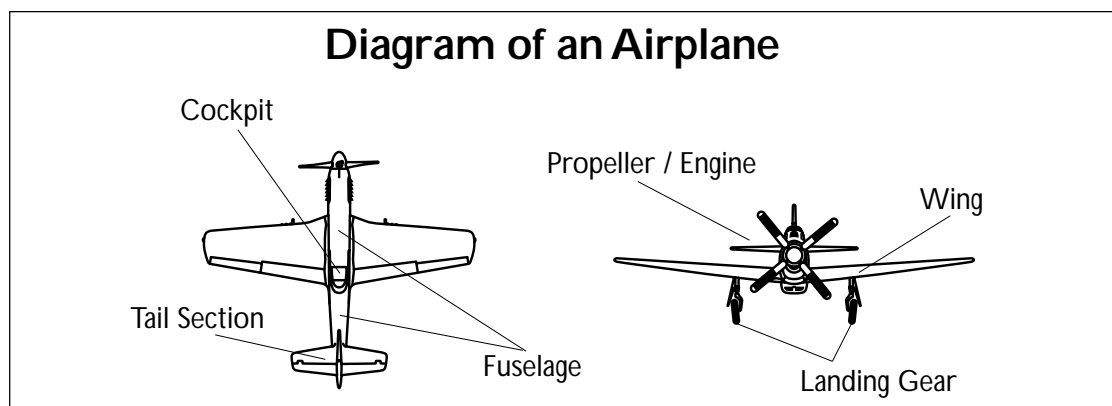 Diagram of an Airplane
Cockpit
Propeller / Engine
Wing
Tail Section
Fuselage
Landing Gear